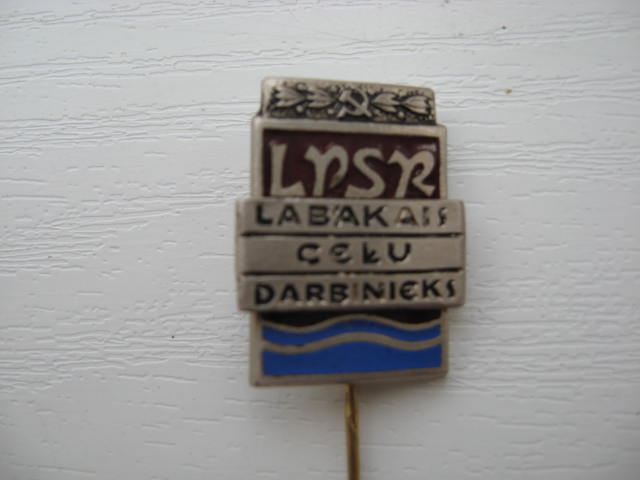 LPSR
LABĀKAIS
CEĻU
DARBINIEKS